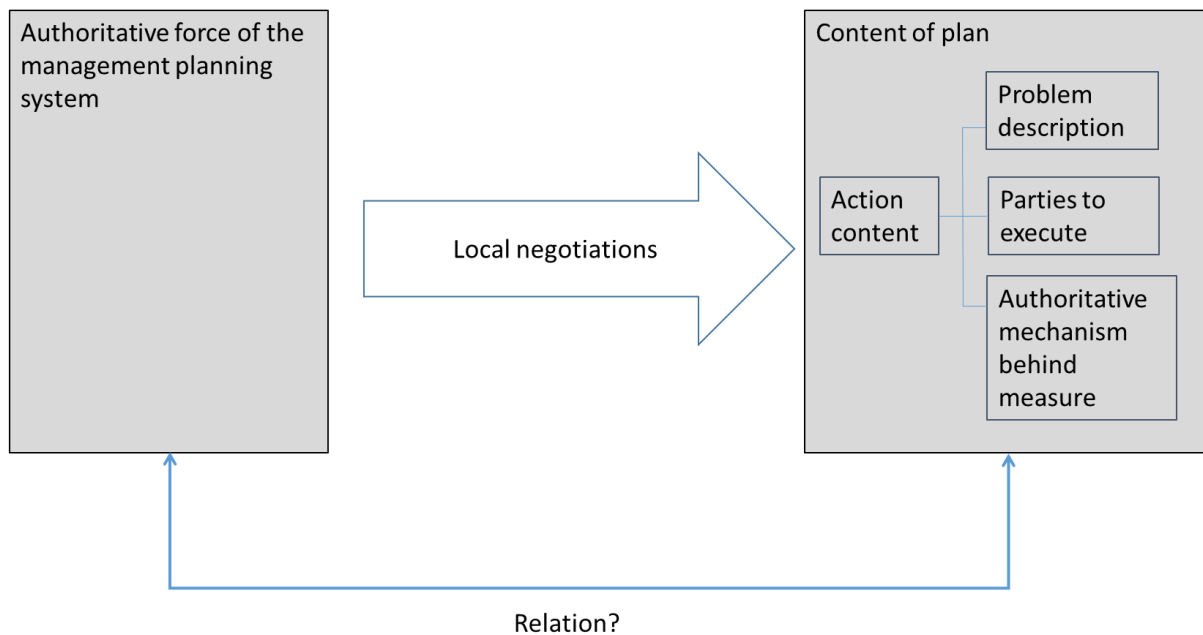 Authoritative force of the
management planning
system
Local negotiations
Content of plan
Problem
description
Action
content
Parties to
execute
Authoritative
mechanism
behind
measure
Relation?